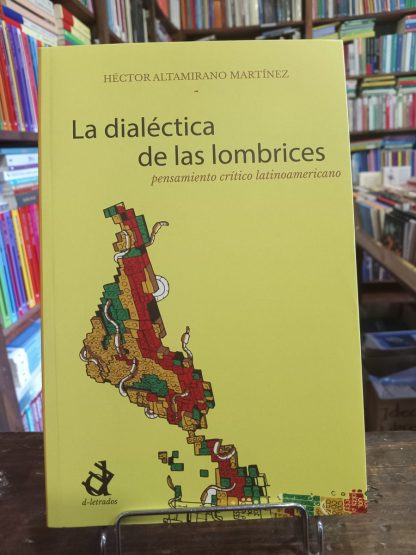 HÉCTOR ALTAMIRANO MARTÍNEZ
-
La dialéctica
de las lombrices
pensamiento crítico latinoamericano
d-letrados